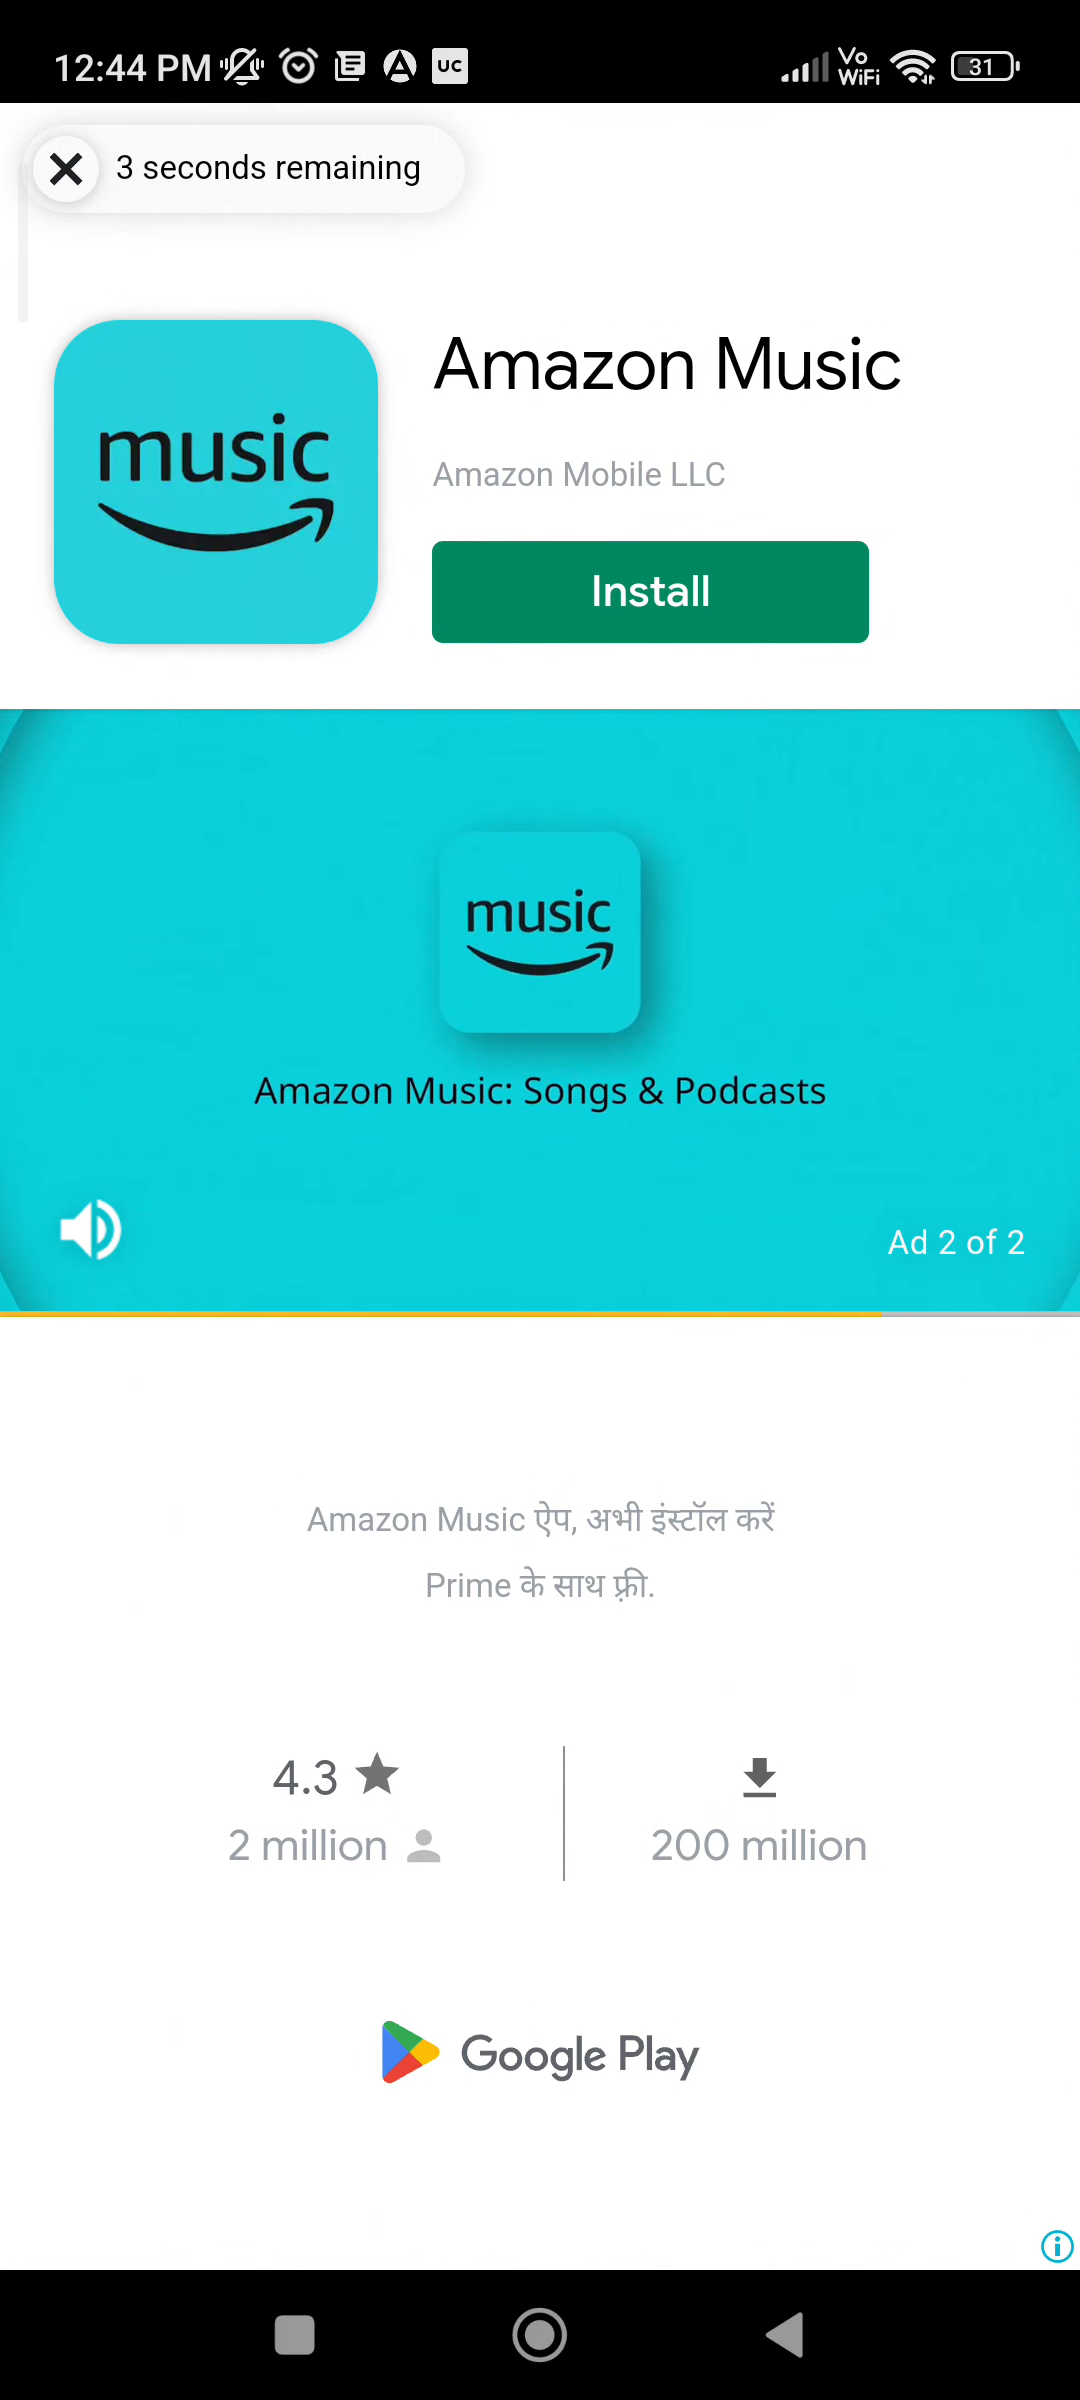 12:44 PM
UC
Vo
WiFi
31
3 seconds remaining
music
Amazon Music
Amazon Mobile LLC
Install
music
Amazon Music: Songs & Podcasts
Ad 2 of 2
Amazon Music ऐप, अभी इंस्टॉल करें
Prime के साथ फ़्री.
4.3
2 million
200 million
Google Play